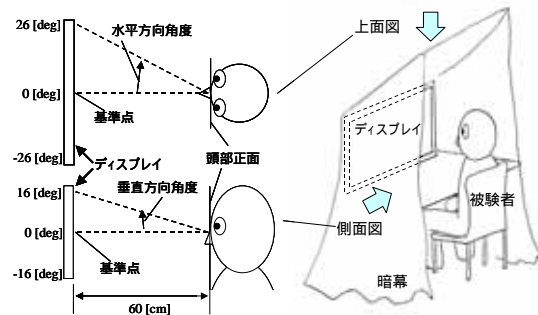 26 [deg]
水平方向角度
0 [deg]
基準点
-26 [deg]
ディスプレイ
頭部正面
16 [deg]
垂直方向角度
0 [deg]
基準点
-16 [deg]
60 [cm]
上面図
側面図
ディスプレイ
被験者
暗幕